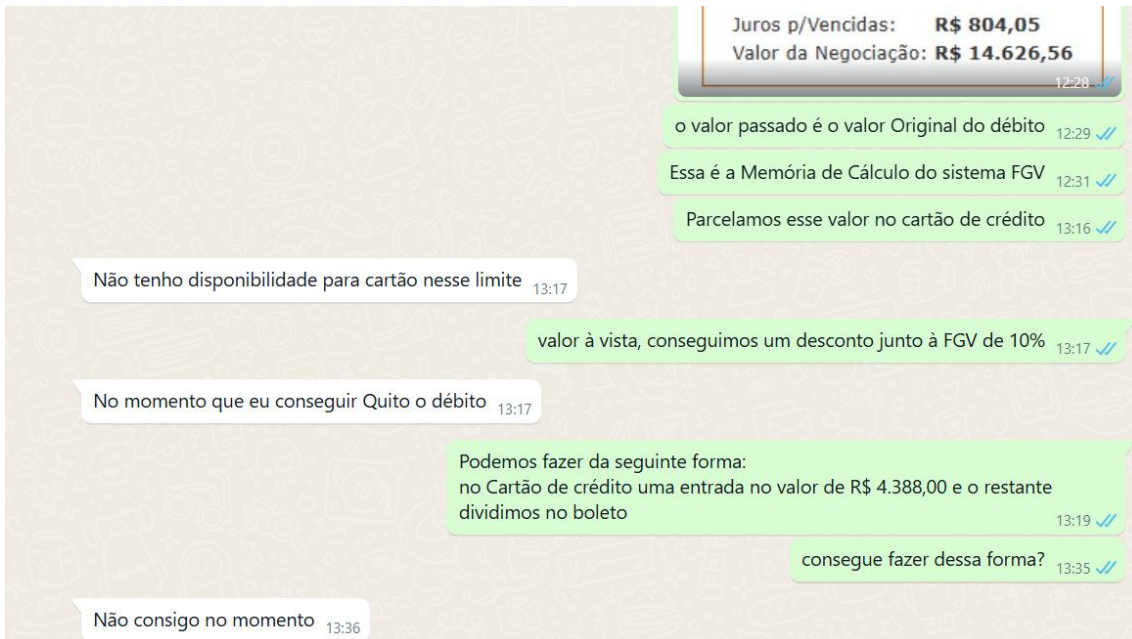 Juros p/Vencidas: R$ 804,05
Valor da Negociação: R$ 14.626,56
12:28
o valor passado é o valor Original do débito 12:29
Essa é a Memória de Cálculo do sistema FGV 12:31
Parcelamos esse valor no cartão de crédito 13:16
Não tenho disponibilidade para cartão nesse limite 13:17
valor à vista, conseguimos um desconto junto à FGV de 10% 13:17
No momento que eu conseguir Quito o débito 13:17
Podemos fazer da seguinte forma:
no Cartão de crédito uma entrada no valor de R$ 4.388,00 e o restante
dividimos no boleto
13:19
consegue fazer dessa forma? 13:35
Não consigo no momento 13:36